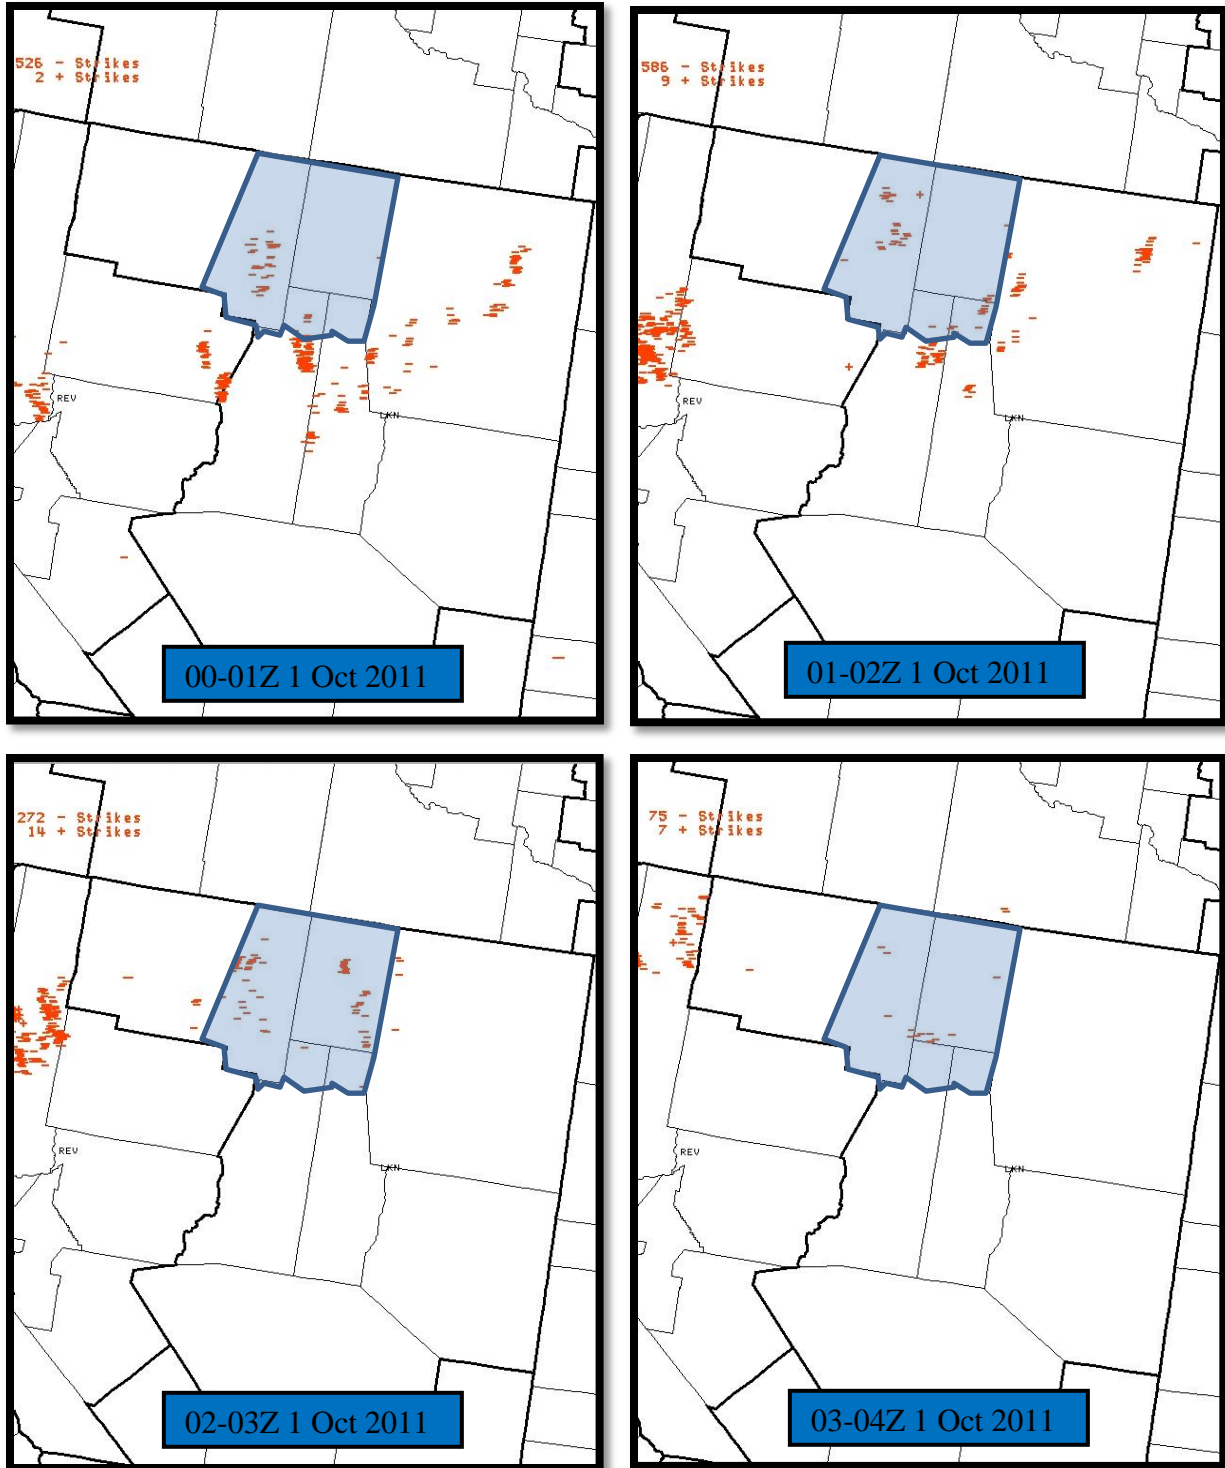 526 - Strikes
2 + Strikes
REV
LKN
00-01Z 1 Oct 2011
586 - Strikes
9 + Strikes
REV
LKN
01-02Z 1 Oct 2011
272 - Strikes
14 + Strikes
REV
LKN
02-03Z 1 Oct 2011
75 - Strikes
7 + Strikes
REV
LKN
03-04Z 1 Oct 2011